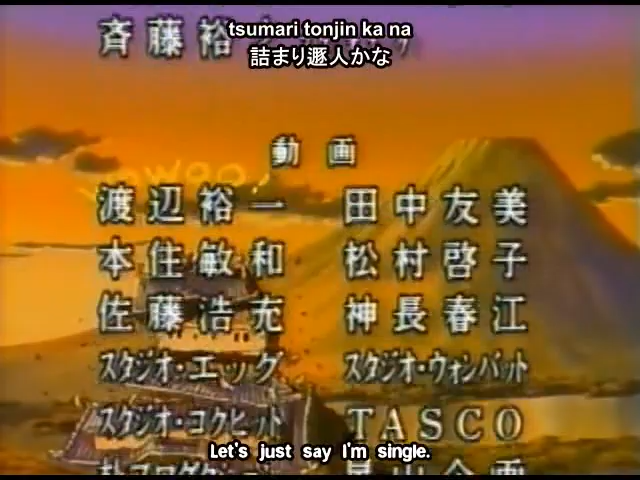 tsumari tonjin ka na
詰まり遯人かな
斉藤裕
動画
渡辺裕一 田中友美
本住敏和 松村啓子
佐藤浩充 神長春江
スタジオ・エッグ スタジオ・ウォンバット
スタジオ・コクピット TASCO
Let's just say I'm single.